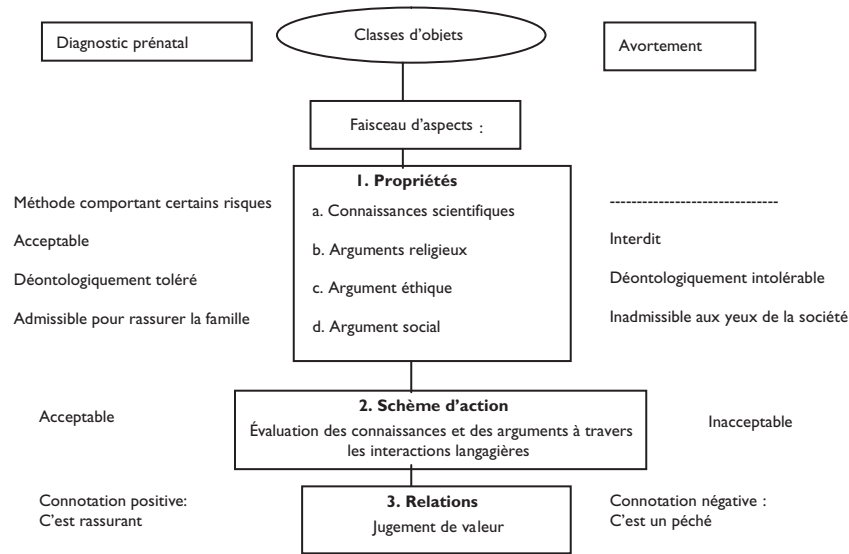 Diagnostic prénatal
Classes d'objets
Avortement
Faisceau d'aspects :
1. Propriétés
Méthode comportant certains risques
a. Connaissances scientifiques
-------------------------------
Acceptable
b. Arguments religieux
Interdit
Déontologiquement toléré
c. Argument éthique
Déontologiquement intolérable
Admissible pour rassurer la famille
d. Argument social
Inadmissible aux yeux de la société
Acceptable
2. Schème d'action
Évaluation des connaissances et des arguments à travers
les interactions langagières
Inacceptable
Connotation positive:
C'est rassurant
3. Relations
Jugement de valeur
Connotation négative :
C'est un péché